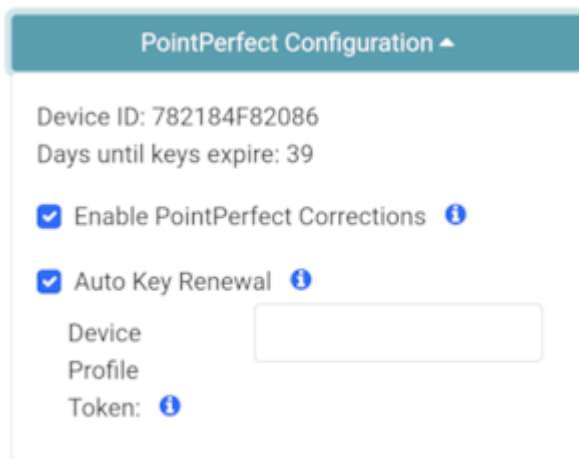 PointPerfect Configuration
Device ID: 782184F82086
Days until keys expire: 39
Enable PointPerfect Corrections
Auto Key Renewal
Device
Profile
Token: